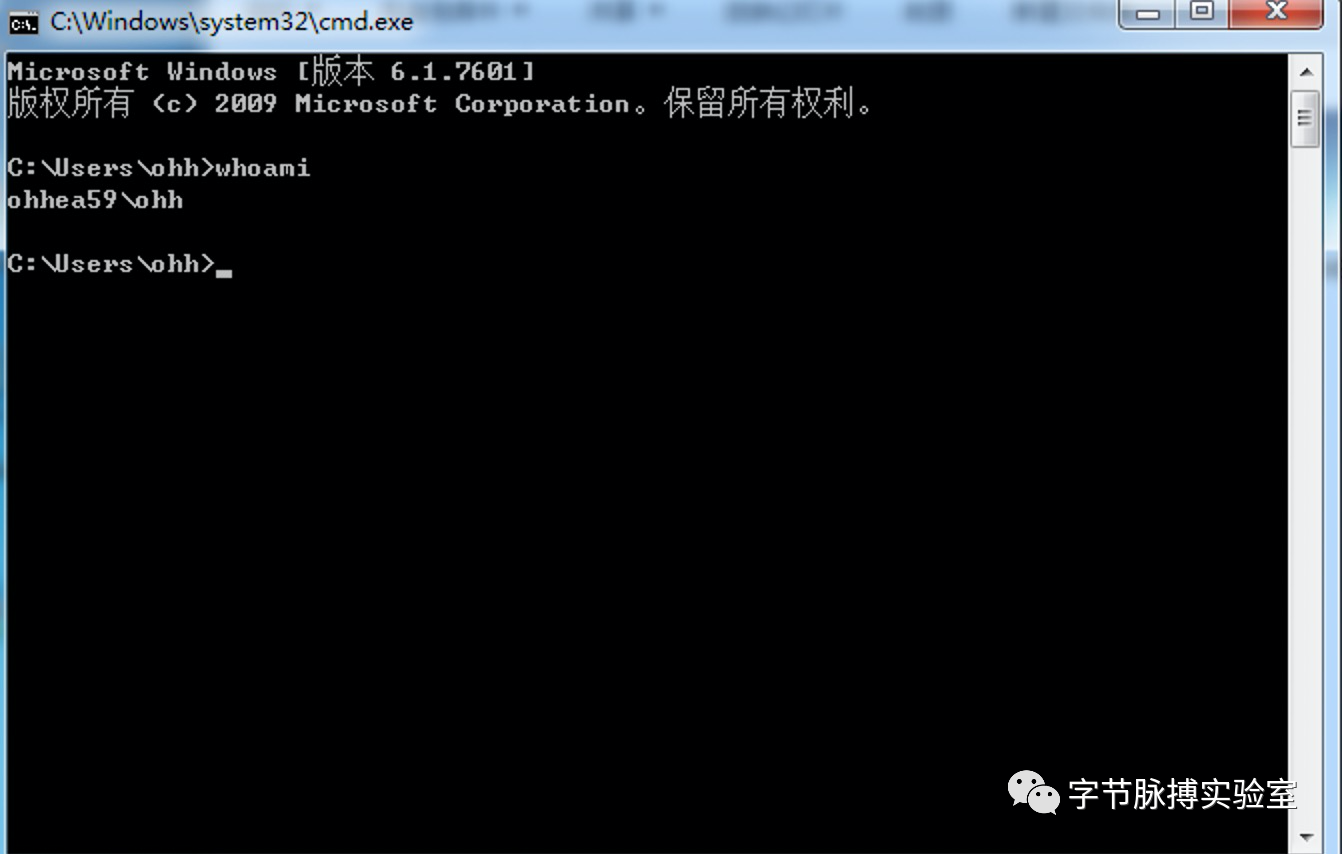 C:\Windows\system32\cmd.exe
Microsoft Windows [版本 6.1.7601]
版权所有 (c) 2009 Microsoft Corporation。保留所有权利。
C:\Users\ohh>whoami
ohhea59\ohh
C:\Users\ohh>
字节脉搏实验室